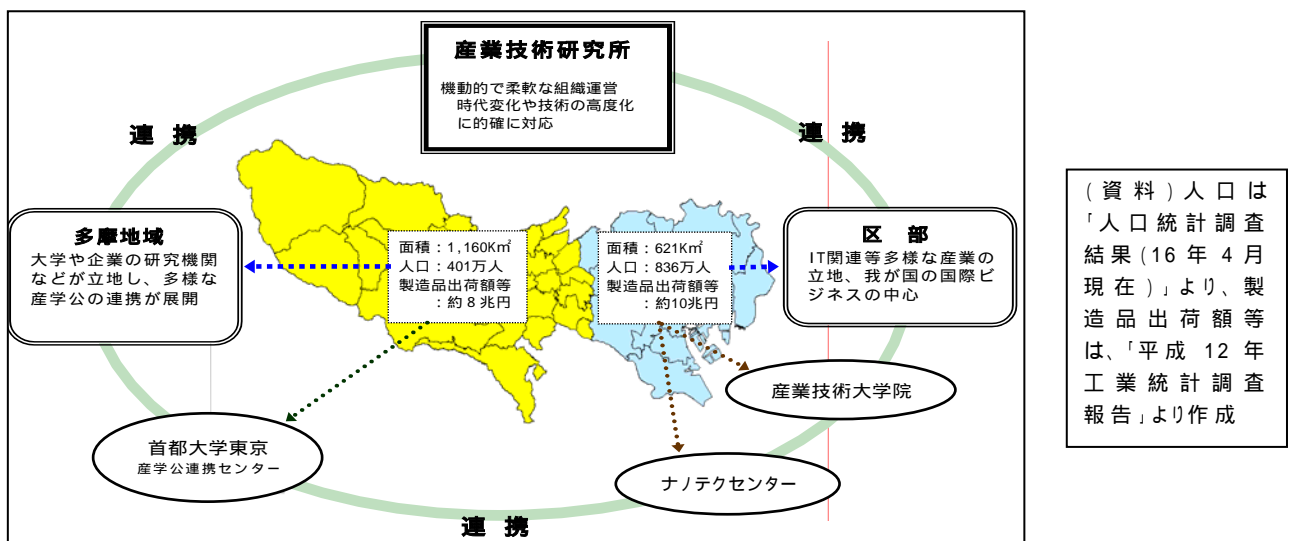 産業技術研究所
機動的で柔軟な組織運営
時代変化や技術の高度化
に的確に対応
連 携
連 携
多摩地域
大学や企業の研究機関
などが立地し、多様な
産学公の連携が展開
面積：1,160K㎡
人口：401万人
製造品出荷額等
：約８兆円
面積：621K㎡
人口：836万人
製造品出荷額等
：約10兆円
区 部
IT関連等多様な産業の
立地、我が国の国際ビ
ジネスの中心
産業技術大学院
首都大学東京
産学公連携センター
ナノテクセンター
連 携
(資料)人口は
「人口統計調査
結果(16 年 4 月
現在)」より、製
造品出荷額等
は、「平成 12 年
工業統計調査
報告」より作成